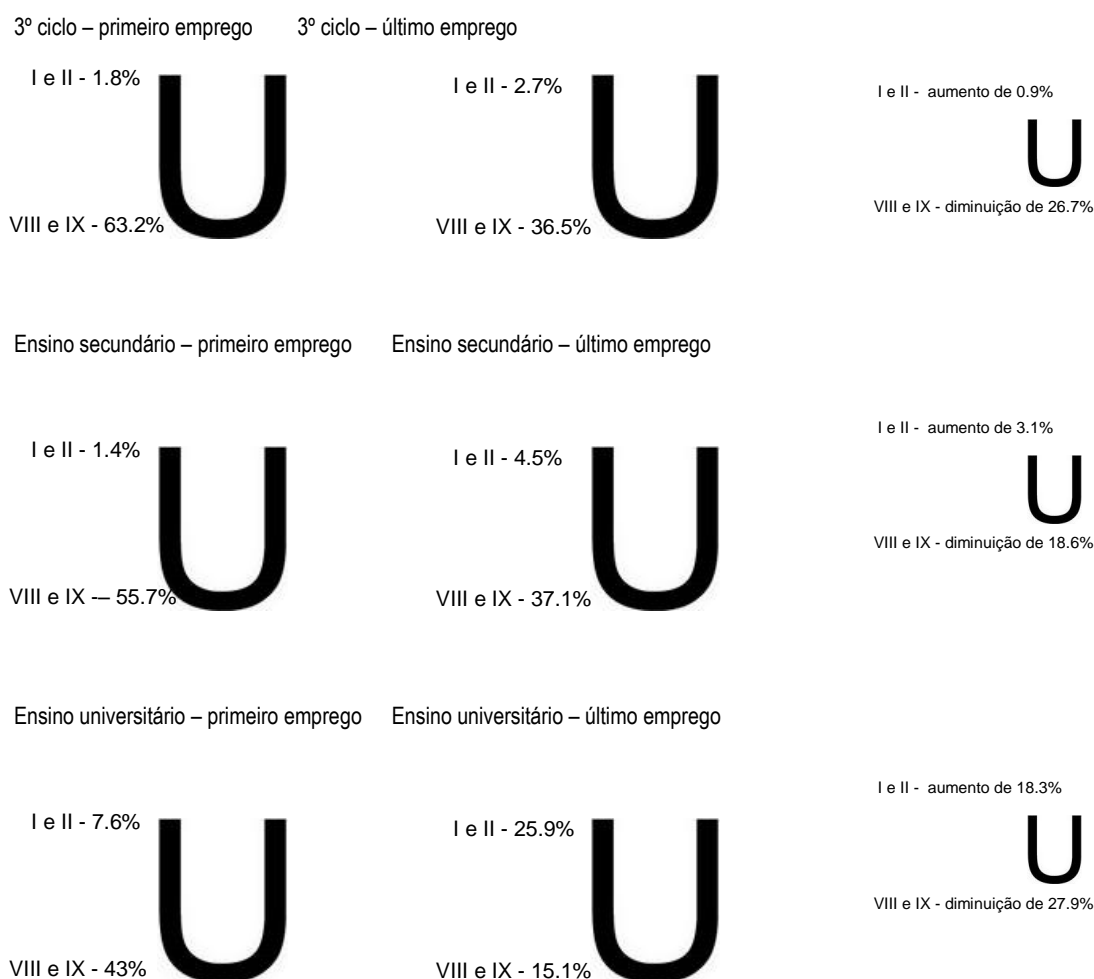 3º ciclo – primeiro emprego 3º ciclo – último emprego
I e II - 1.8%
I e II - 2.7%
I e II - aumento de 0.9%
U
U
U
VIII e IX - 63.2%
VIII e IX - 36.5%
VIII e IX - diminuição de 26.7%
Ensino secundário – primeiro emprego Ensino secundário – último emprego
I e II - 1.4%
I e II - 4.5%
I e II - aumento de 3.1%
U
U
U
VIII e IX -– 55.7%
VIII e IX - 37.1%
VIII e IX - diminuição de 18.6%
Ensino universitário – primeiro emprego Ensino universitário – último emprego
I e II - 7.6%
I e II - 25.9%
I e II - aumento de 18.3%
U
U
U
VIII e IX - 43%
VIII e IX - 15.1%
VIII e IX - diminuição de 27.9%